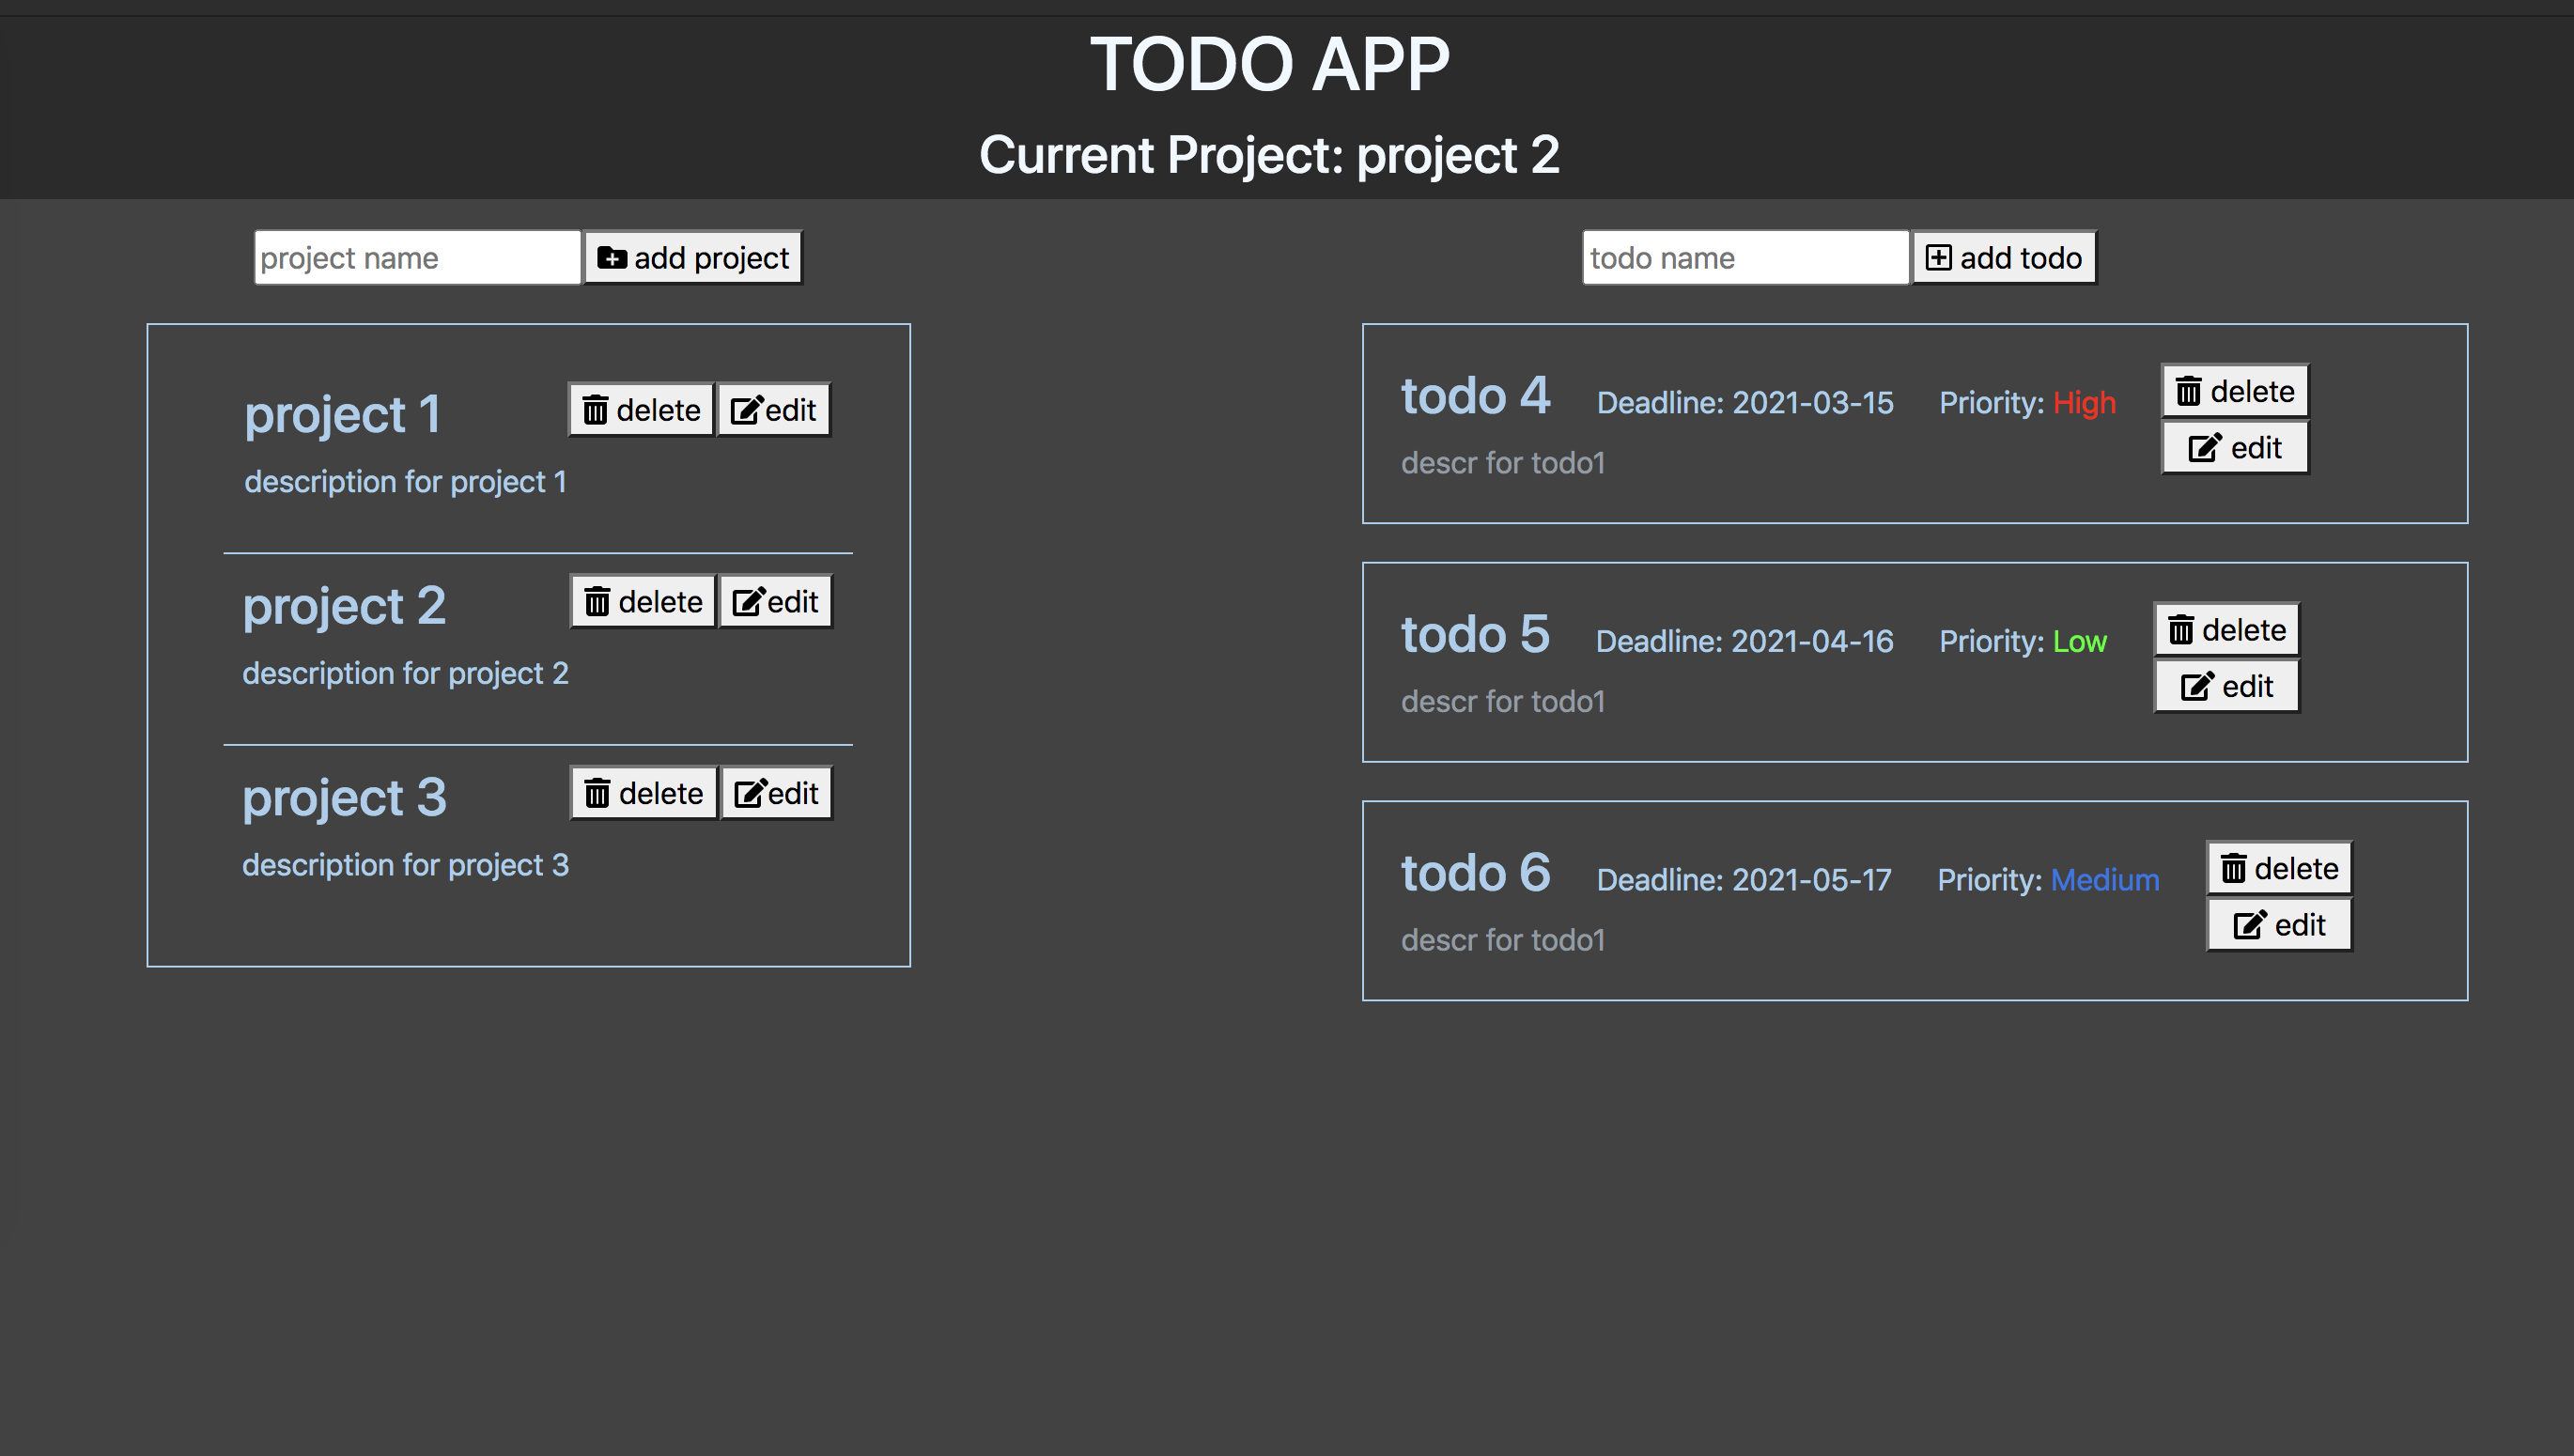 TODO APP
Current Project: project 2
project name add project
project 1 delete edit
description for project 1
project 2 delete edit
description for project 2
project 3 delete edit
description for project 3
todo name add todo
todo 4 Deadline: 2021-03-15 Priority: High delete
edit
descr for todo1
todo 5 Deadline: 2021-04-16 Priority: Low delete
edit
descr for todo1
todo 6 Deadline: 2021-05-17 Priority: Medium delete
edit
descr for todo1